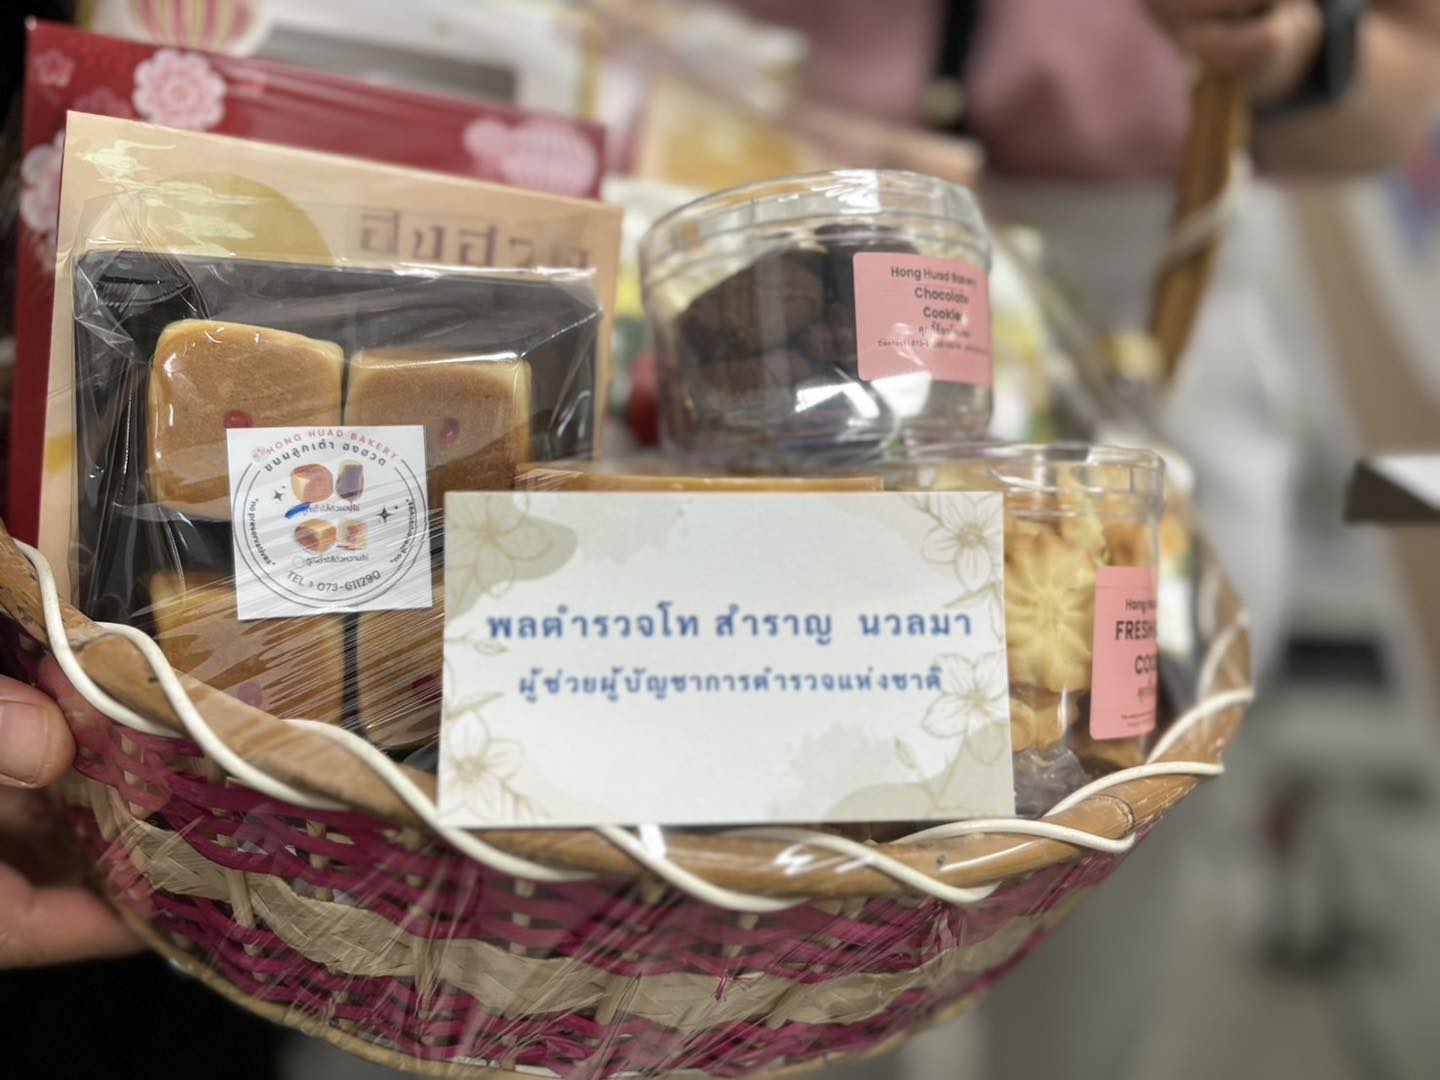 ฮงฮวด
Hong Huad Bakery
Chocolate
Cookie
HONG HUAD BAKERY
ขนมลูกเต๋า ฮงฮวด
"no preservatives"
TEL : 073-611290
พลตำรวจโท สำราญ นวลมา
ผู้ช่วยผู้บัญชาการตำรวจแห่งชาติ
Hong
FRESH
COO